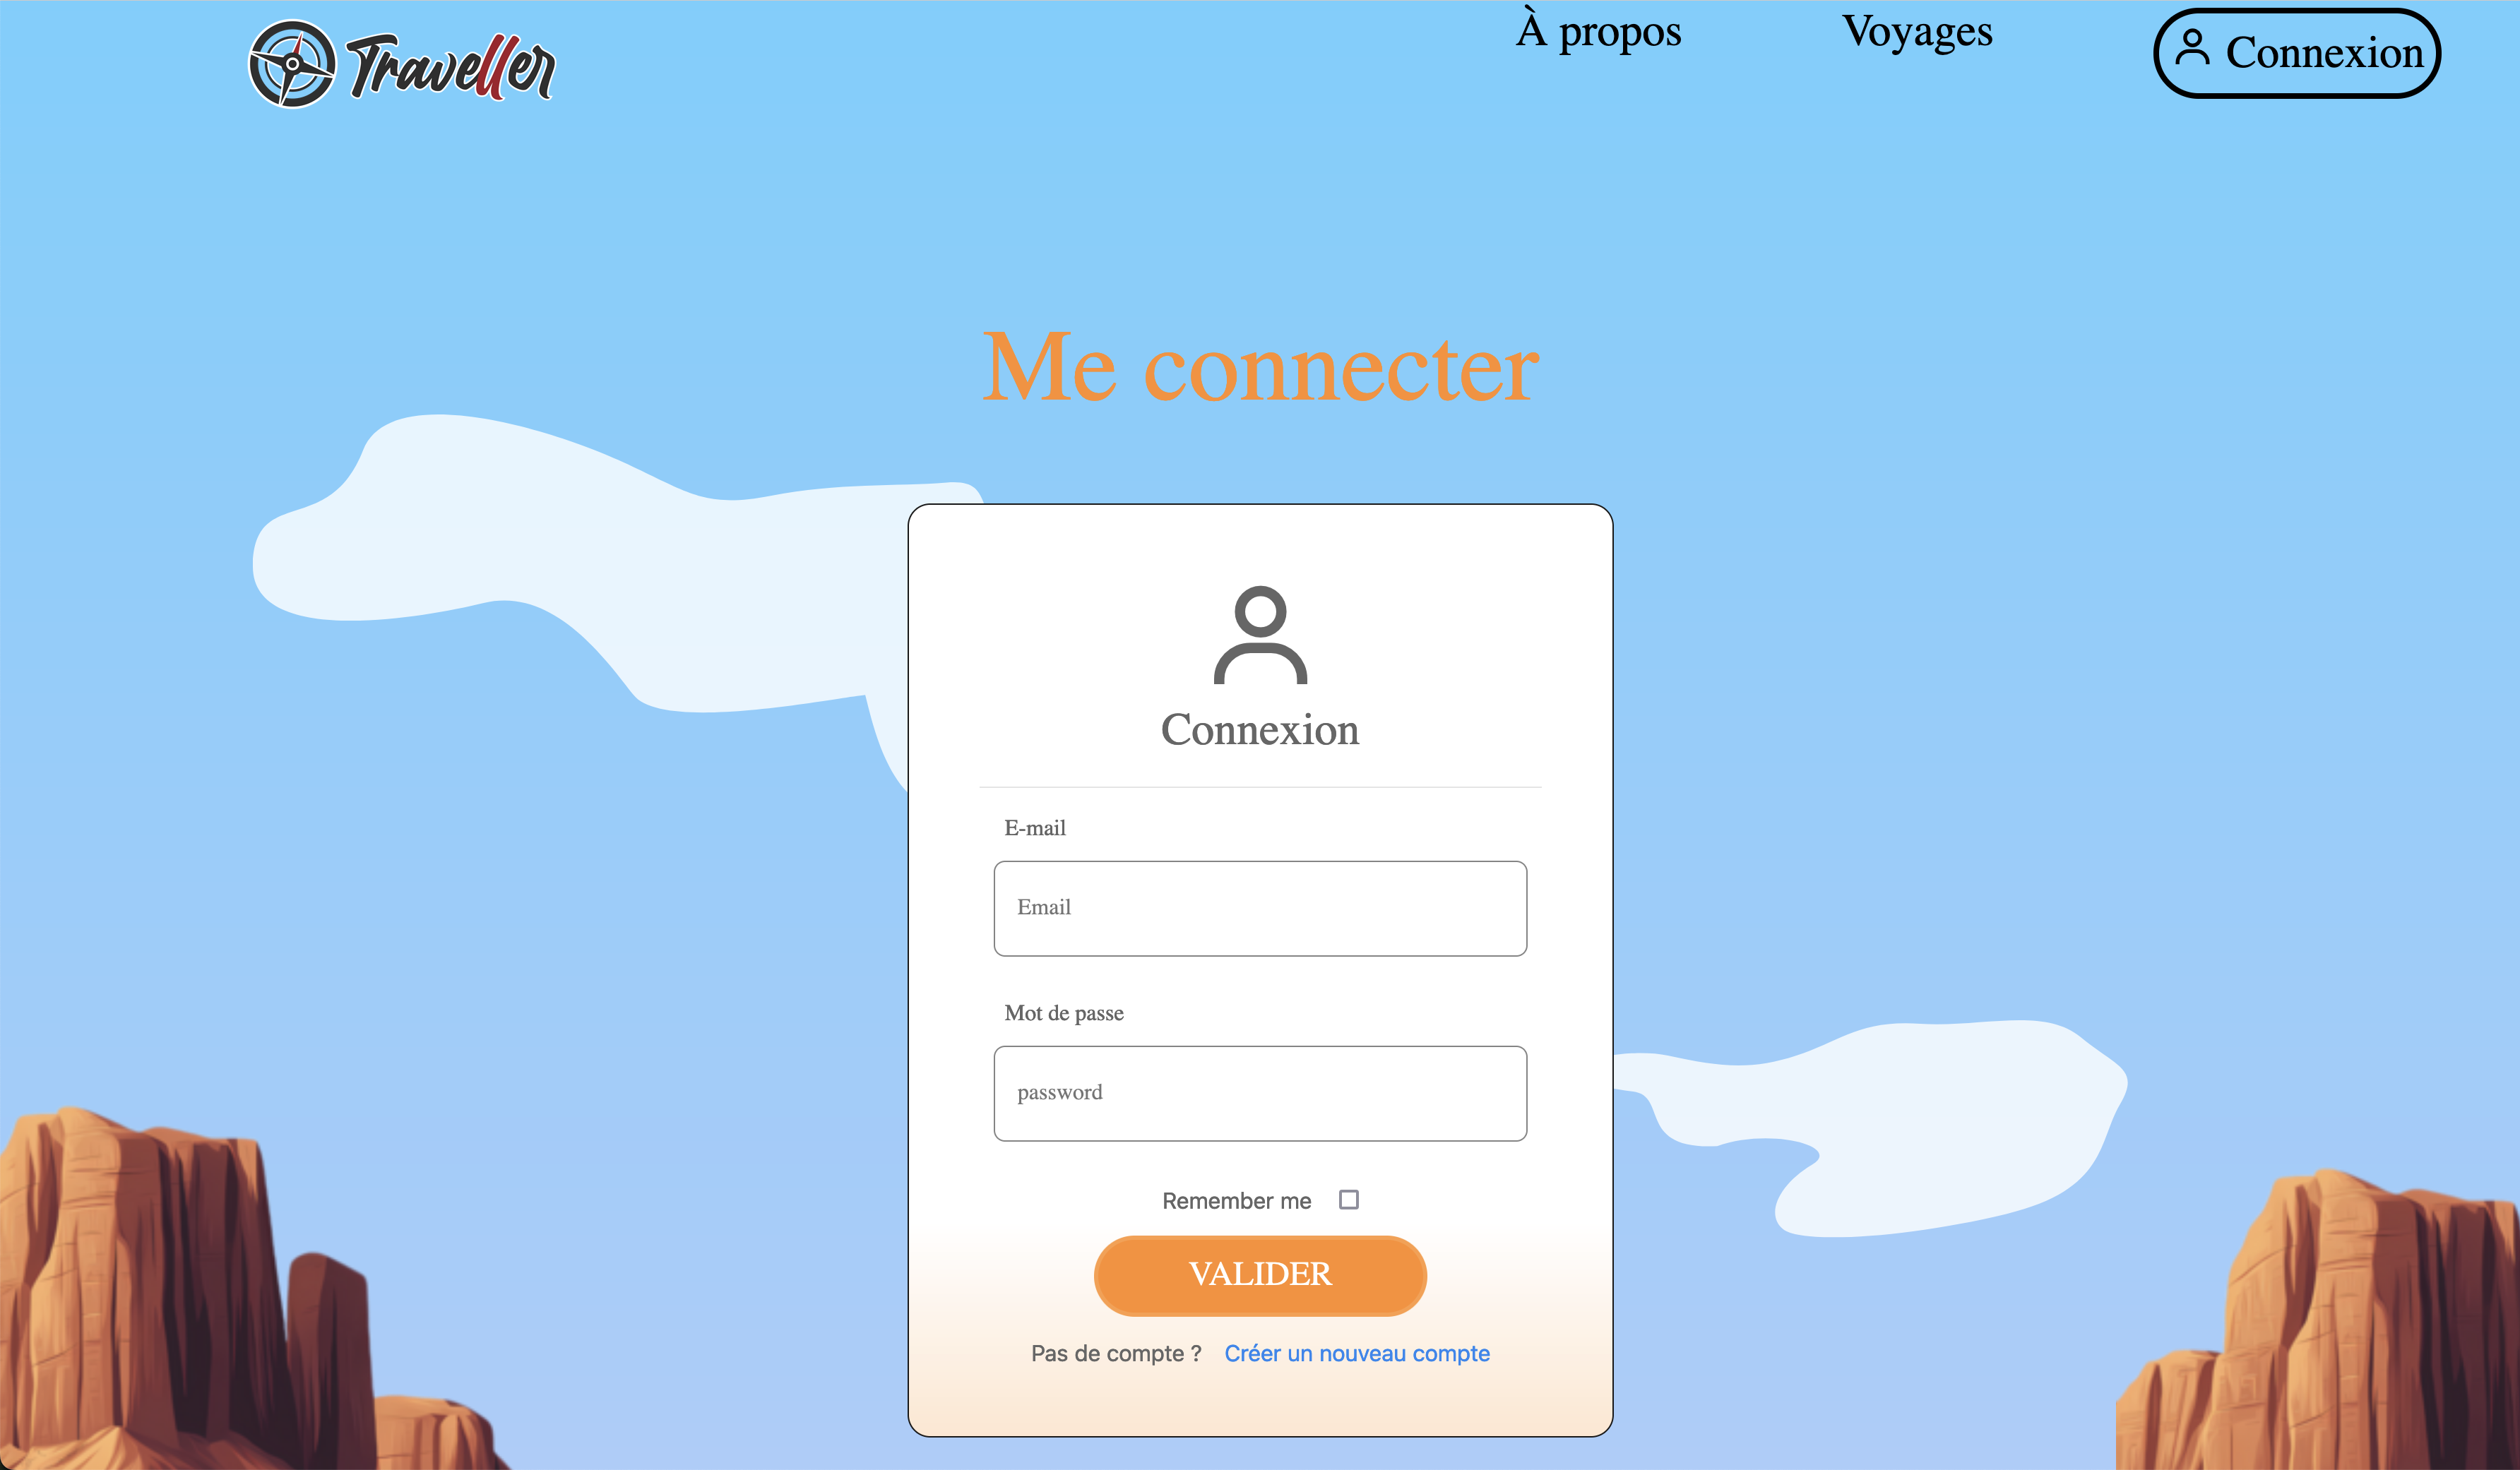 Traveller
À propos
Voyages
Connexion
Me connecter
Connexion
E-mail
Email
Mot de passe
password
Remember me
VALIDER
Pas de compte ? Créer un nouveau compte